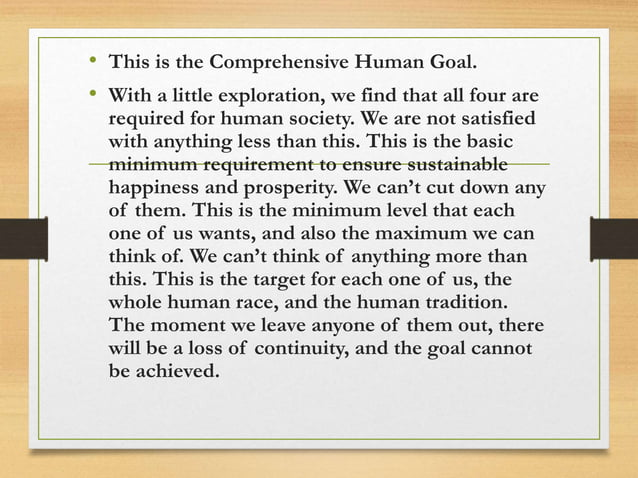 • This is the Comprehensive Human Goal.
• With a little exploration, we find that all four are
required for human society. We are not satisfied
with anything less than this. This is the basic
minimum requirement to ensure sustainable
happiness and prosperity. We can’t cut down any
of them. This is the minimum level that each
one of us wants, and also the maximum we can
think of. We can’t think of anything more than
this. This is the target for each one of us, the
whole human race, and the human tradition.
The moment we leave anyone of them out, there
will be a loss of continuity, and the goal cannot
be achieved.